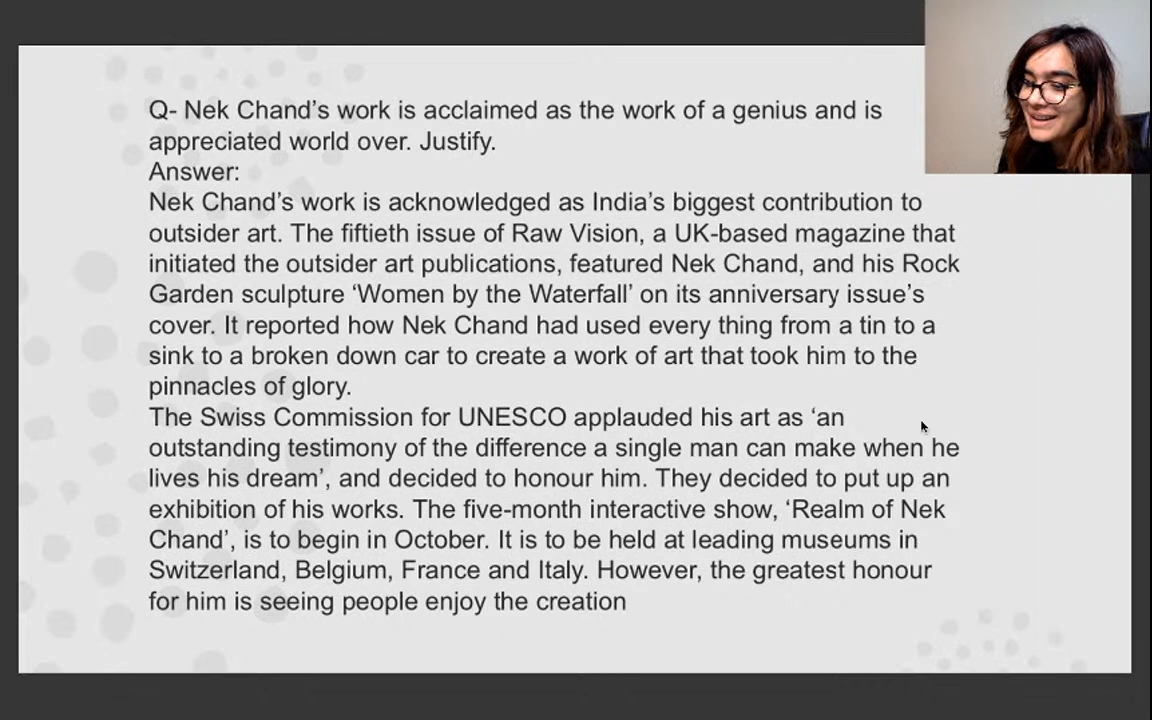 Q- Nek Chand’s work is acclaimed as the work of a genius and is
appreciated world over. Justify.
Answer:
Nek Chand’s work is acknowledged as India’s biggest contribution to
outsider art. The fiftieth issue of Raw Vision, a UK-based magazine that
initiated the outsider art publications, featured Nek Chand, and his Rock
Garden sculpture ‘Women by the Waterfall’ on its anniversary issue’s
cover. It reported how Nek Chand had used every thing from a tin to a
sink to a broken down car to create a work of art that took him to the
pinnacles of glory.
The Swiss Commission for UNESCO applauded his art as ‘an
outstanding testimony of the difference a single man can make when he
lives his dream’, and decided to honour him. They decided to put up an
exhibition of his works. The five-month interactive show, ‘Realm of Nek
Chand’, is to begin in October. It is to be held at leading museums in
Switzerland, Belgium, France and Italy. However, the greatest honour
for him is seeing people enjoy the creation